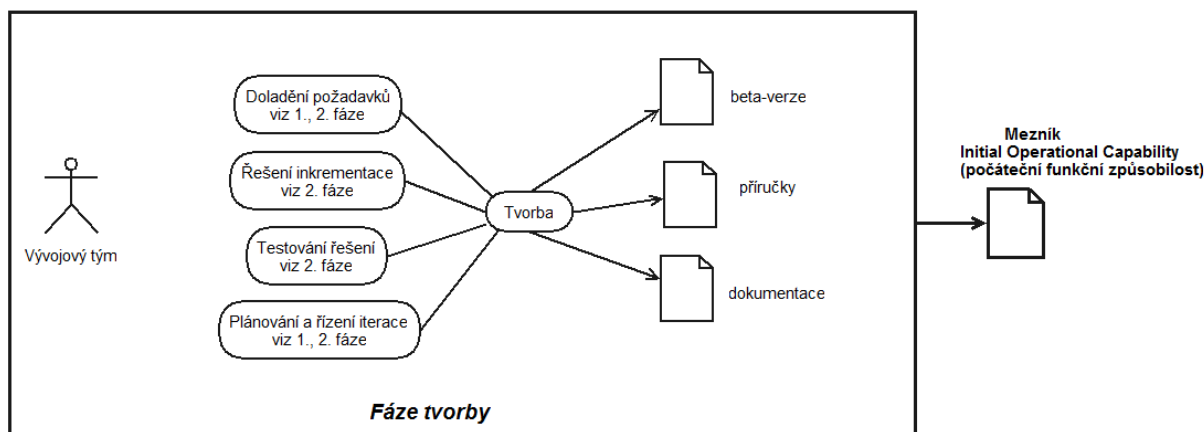 Doladění požadavků
viz 1., 2. fáze
Řešení inkrementace
viz 2. fáze
Testování řešení
viz 2. fáze
Plánování a řízení iterace
viz 1., 2. fáze
Vývojový tým
Tvorba
beta-verze
příručky
dokumentace
Fáze tvorby
Mezník
Initial Operational Capability
(počáteční funkční způsobilost)